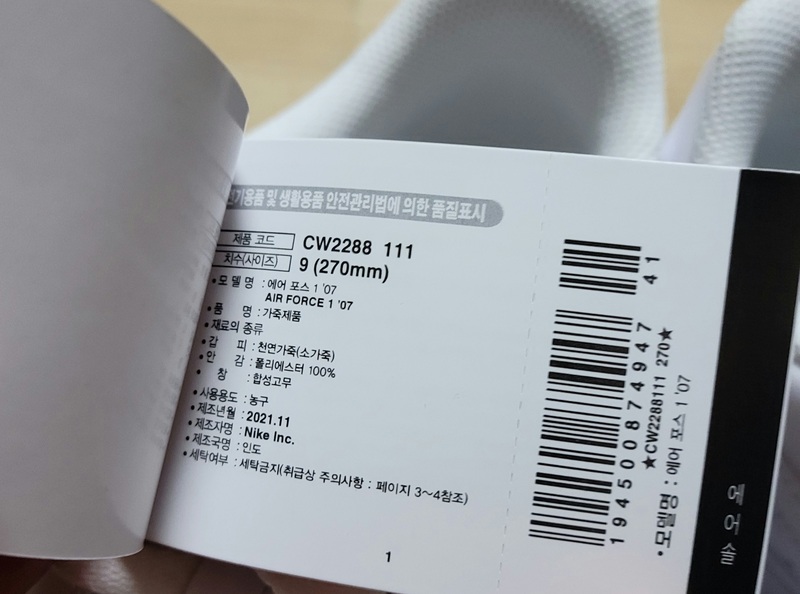 전기용품 및 생활용품 안전관리법에 의한 품질표시
제품 코드 CW2288 111
치수(사이즈) 9 (270mm)
•모 델 명 : 에어 포스 1 '07
AIR FORCE 1 '07
•품 명 : 가죽제품
•재료의 종류
•갑 피 : 천연가죽(소가죽)
•안 감 : 폴리에스터 100%
•창 : 합성고무
•사용용도 : 농구
•제조년월 : 2021.11
•제조자명 : Nike Inc.
•제조국명 : 인도
•세탁여부 : 세탁금지(취급상 주의사항 : 페이지 3~4참조)
1
41
194500874947
★CW2288111 270★
•모델명 : 에어 포스 1 '07
에어솔